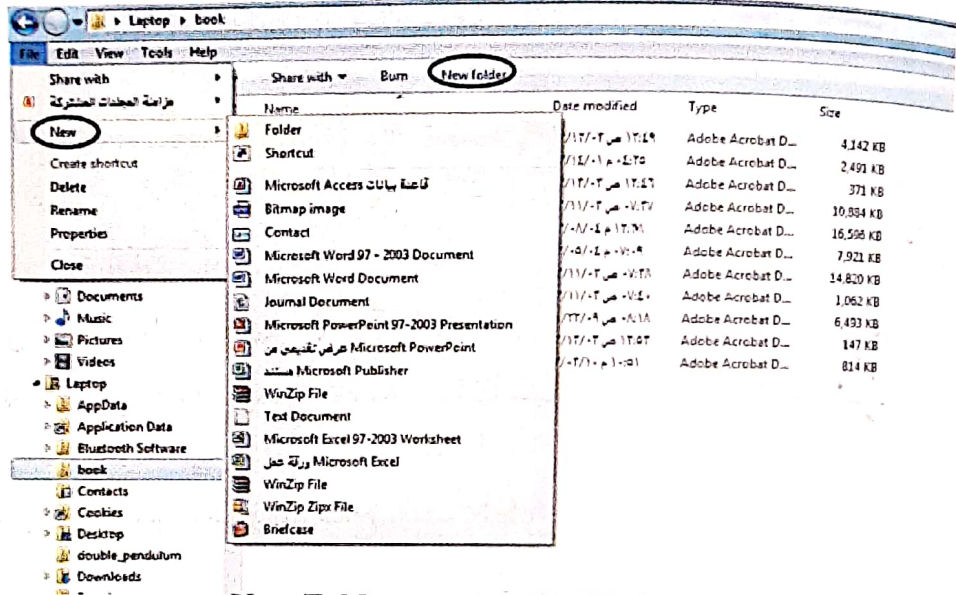 Laptop ▸ book
File Edit View Tools Help
Share with Burn New folder
Share with
مزامنة المجلدات المشتركة
New
Create shortcut
Delete
Rename
Properties
Close
Name Date modified Type Size
Folder
Shortcut
Microsoft Access قاعدة بيانات
Bitmap image
Contact
Microsoft Word 97 - 2003 Document
Microsoft Word Document
Journal Document
Microsoft PowerPoint 97-2003 Presentation
عرض تقديمي من Microsoft PowerPoint
مستند Microsoft Publisher
WinZip File
Text Document
Microsoft Excel 97-2003 Worksheet
ورقة عمل Microsoft Excel
WinZip File
WinZip Zipx File
Briefcase
Adobe Acrobat D... 4,142 KB
Adobe Acrobat D... 2,491 KB
Adobe Acrobat D... 371 KB
Adobe Acrobat D... 10,884 KB
Adobe Acrobat D... 16,596 KB
Adobe Acrobat D... 7,921 KB
Adobe Acrobat D... 14,820 KB
Adobe Acrobat D... 1,062 KB
Adobe Acrobat D... 6,493 KB
Adobe Acrobat D... 147 KB
Adobe Acrobat D... 814 KB
Documents
Music
Pictures
Videos
Laptop
AppData
Application Data
Bluetooth Software
book
Contacts
Cookies
Desktop
double_pendulum
Downloads